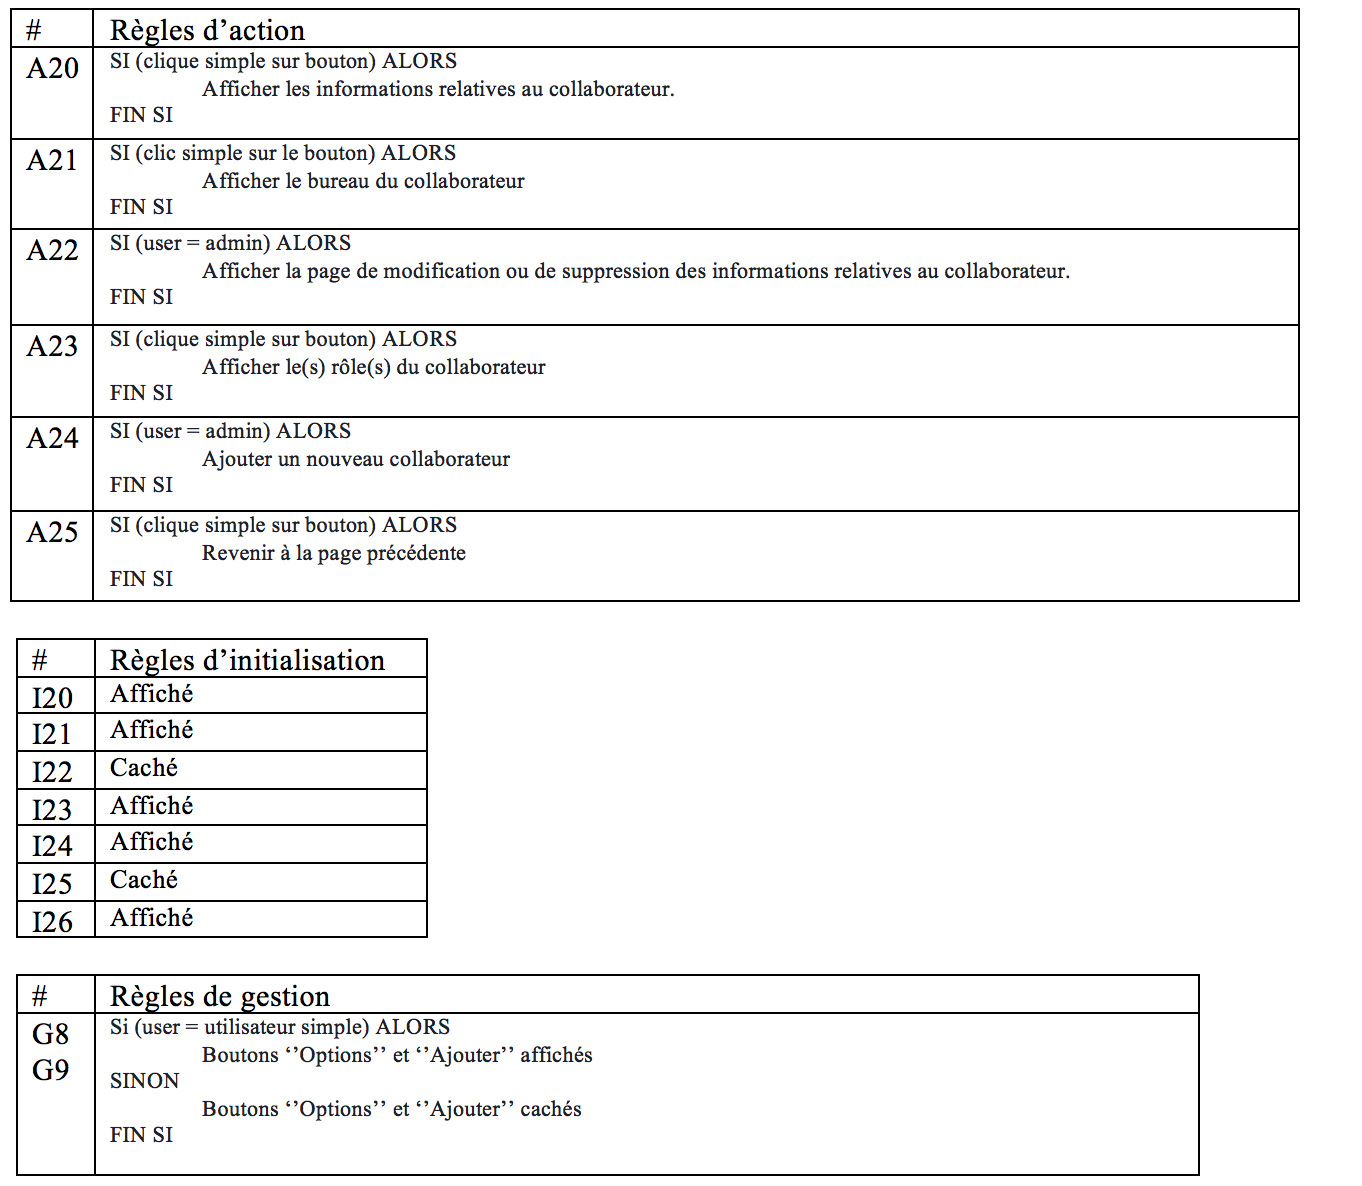 # Règles d’action
A20 SI (clique simple sur bouton) ALORS
Afficher les informations relatives au collaborateur.
FIN SI
A21 SI (clic simple sur le bouton) ALORS
Afficher le bureau du collaborateur
FIN SI
A22 SI (user = admin) ALORS
Afficher la page de modification ou de suppression des informations relatives au collaborateur.
FIN SI
A23 SI (clique simple sur bouton) ALORS
Afficher le(s) rôle(s) du collaborateur
FIN SI
A24 SI (user = admin) ALORS
Ajouter un nouveau collaborateur
FIN SI
A25 SI (clique simple sur bouton) ALORS
Revenir à la page précédente
FIN SI
# Règles d’initialisation
I20 Affiché
I21 Affiché
I22 Caché
I23 Affiché
I24 Affiché
I25 Caché
I26 Affiché
# Règles de gestion
G8 Si (user = utilisateur simple) ALORS
G9 Boutons ‘’Options’’ et ‘’Ajouter’’ affichés
SINON
Boutons ‘’Options’’ et ‘’Ajouter’’ cachés
FIN SI